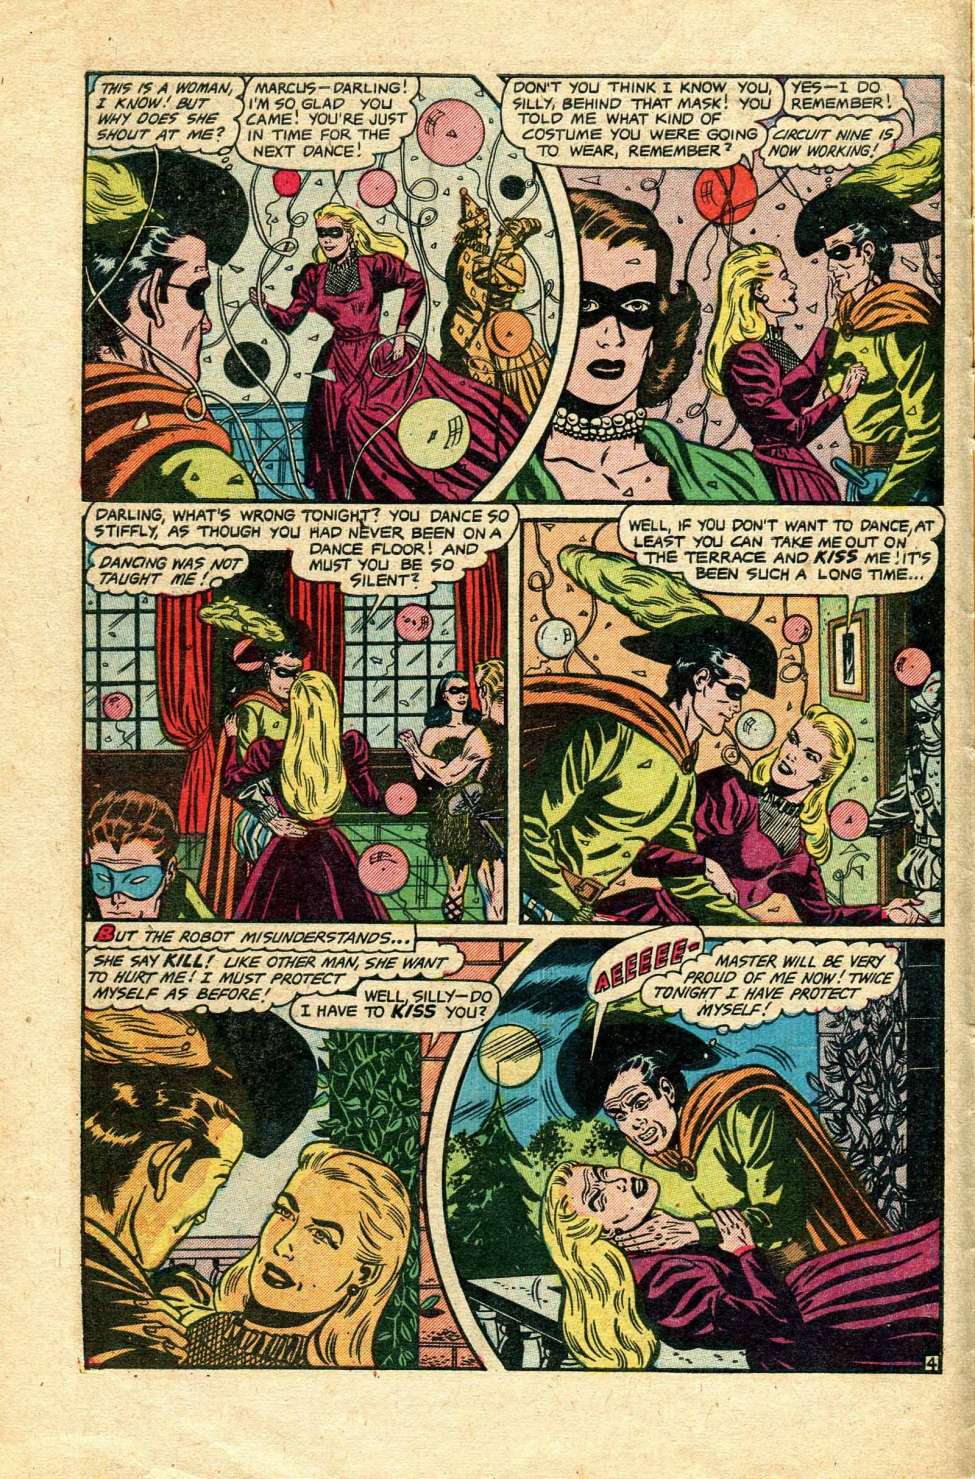 THIS IS A WOMAN,
I KNOW! BUT
WHY DOES SHE
SHOUT AT ME?
MARCUS—DARLING!
I'M SO GLAD YOU
CAME! YOU'RE JUST
IN TIME FOR THE
NEXT DANCE!
DON'T YOU THINK I KNOW YOU,
SILLY, BEHIND THAT MASK! YOU
TOLD ME WHAT KIND OF
COSTUME YOU WERE GOING
TO WEAR, REMEMBER?
YES—I DO
REMEMBER!
CIRCUIT NINE IS
NOW WORKING!
DARLING, WHAT'S WRONG TONIGHT? YOU DANCE SO
STIFFLY, AS THOUGH YOU HAD NEVER BEEN ON A
DANCE FLOOR! AND
MUST YOU BE SO
SILENT?
DANCING WAS NOT
TAUGHT ME!
WELL, IF YOU DON'T WANT TO DANCE, AT
LEAST YOU CAN TAKE ME OUT ON
THE TERRACE AND KISS ME! IT'S
BEEN SUCH A LONG TIME...
BUT THE ROBOT MISUNDERSTANDS...
SHE SAY KILL! LIKE OTHER MAN, SHE WANT
TO HURT ME! I MUST PROTECT
MYSELF AS BEFORE!
WELL, SILLY—DO
I HAVE TO KISS YOU?
AEEEEE-
MASTER WILL BE VERY
PROUD OF ME NOW! TWICE
TONIGHT I HAVE PROTECT
MYSELF!
4